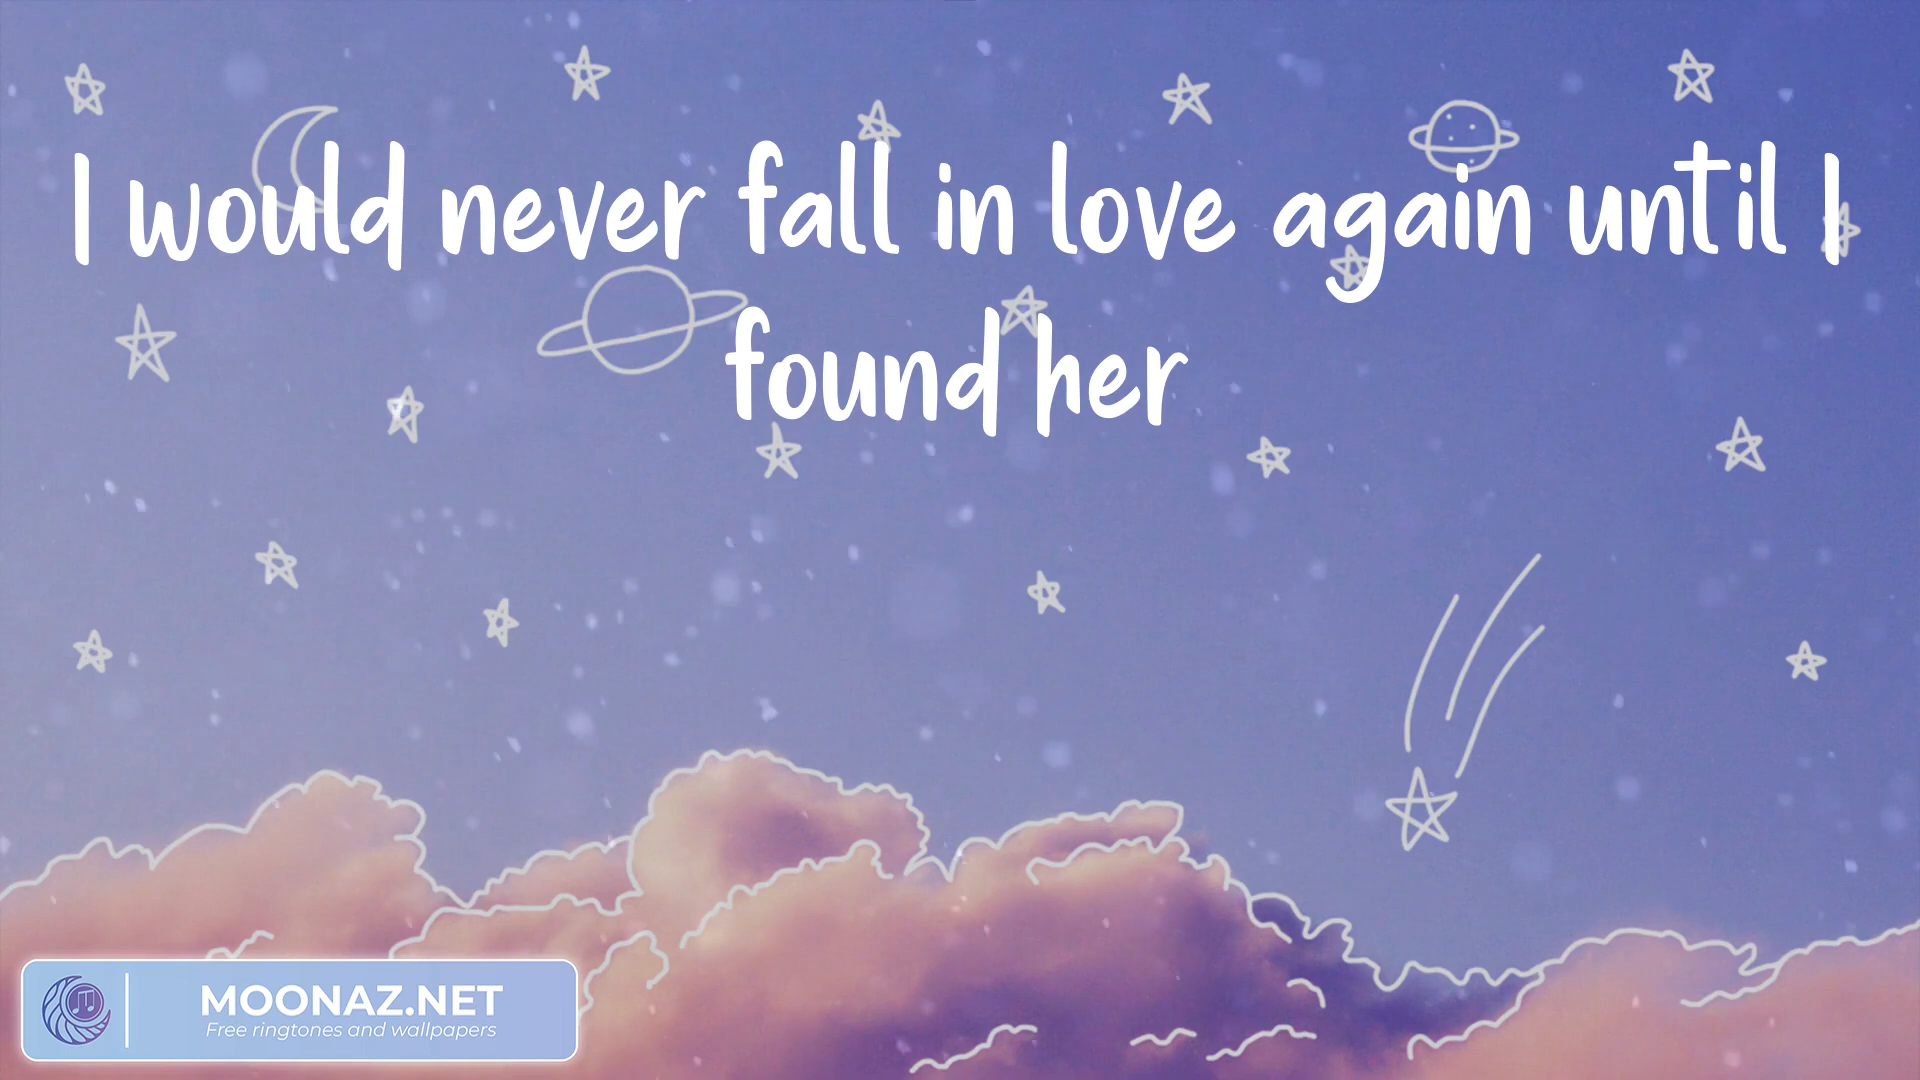 I would never fall in love again until I
found her
MOONAZ.NET
Free ringtones and wallpapers